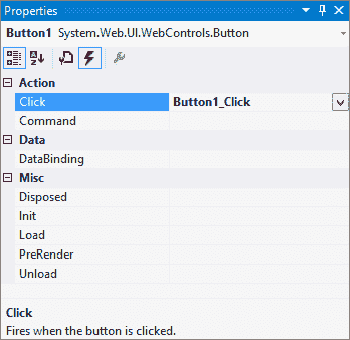 Properties
Button1 System.Web.UI.WebControls.Button
Action
Click Button1_Click
Command
Data
DataBinding
Misc
Disposed
Init
Load
PreRender
Unload
Click
Fires when the button is clicked.